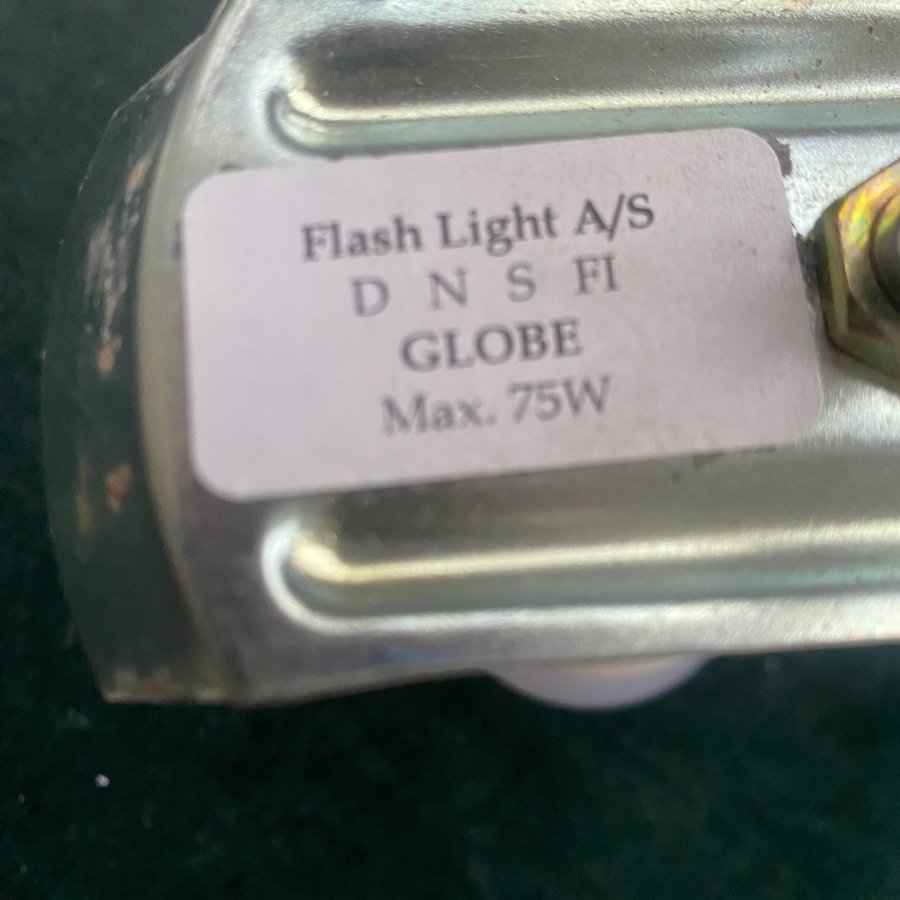 Flash Light A/S
D N S FI
GLOBE
Max. 75W